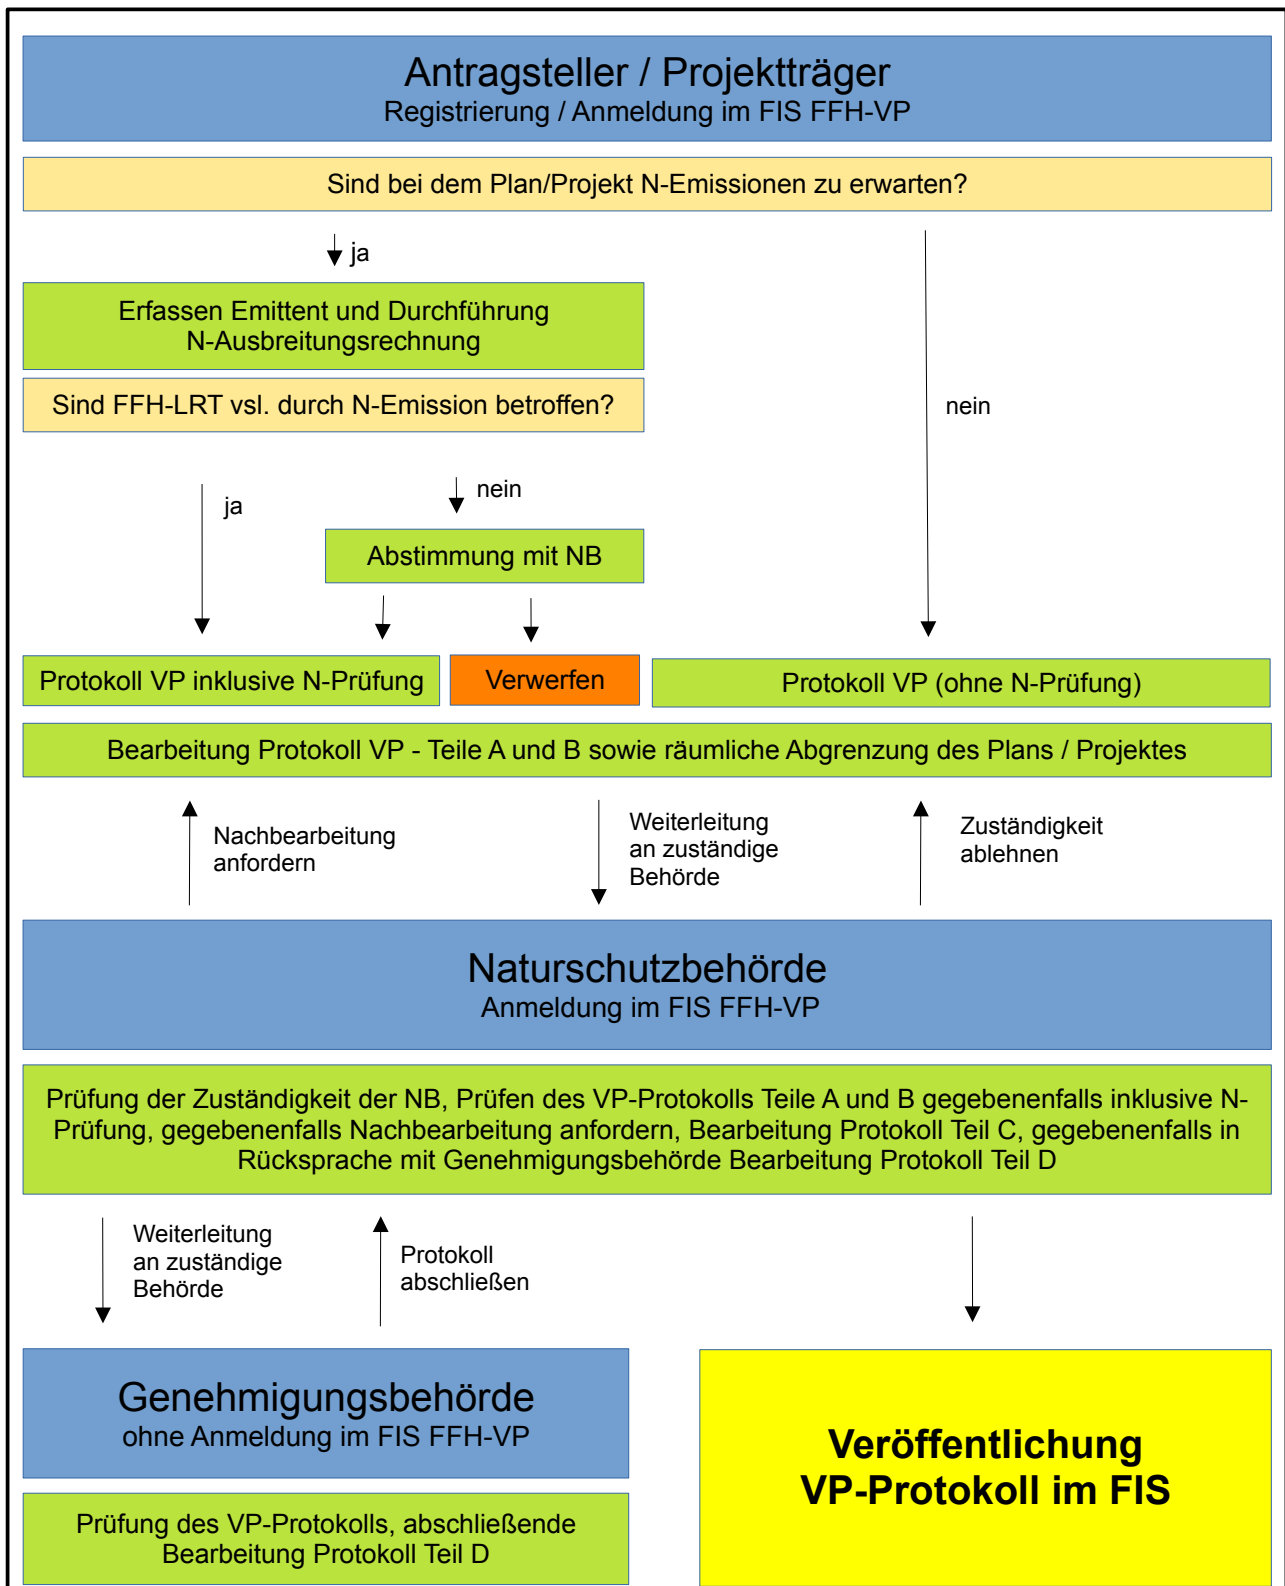 Antragsteller / Projektträger
Registrierung / Anmeldung im FIS FFH-VP
Sind bei dem Plan/Projekt N-Emissionen zu erwarten?
ja
Erfassen Emittent und Durchführung
N-Ausbreitungsrechnung
Sind FFH-LRT vsl. durch N-Emission betroffen?
nein
ja
nein
Abstimmung mit NB
Protokoll VP inklusive N-Prüfung
Verwerfen
Protokoll VP (ohne N-Prüfung)
Bearbeitung Protokoll VP - Teile A und B sowie räumliche Abgrenzung des Plans / Projektes
Nachbearbeitung
anfordern
Weiterleitung
an zuständige
Behörde
Zuständigkeit
ablehnen
Naturschutzbehörde
Anmeldung im FIS FFH-VP
Prüfung der Zuständigkeit der NB, Prüfen des VP-Protokolls Teile A und B gegebenenfalls inklusive N-
Prüfung, gegebenenfalls Nachbearbeitung anfordern, Bearbeitung Protokoll Teil C, gegebenenfalls in
Rücksprache mit Genehmigungsbehörde Bearbeitung Protokoll Teil D
Weiterleitung
an zuständige
Behörde
Protokoll
abschließen
Genehmigungsbehörde
ohne Anmeldung im FIS FFH-VP
Prüfung des VP-Protokolls, abschließende
Bearbeitung Protokoll Teil D
Veröffentlichung
VP-Protokoll im FIS